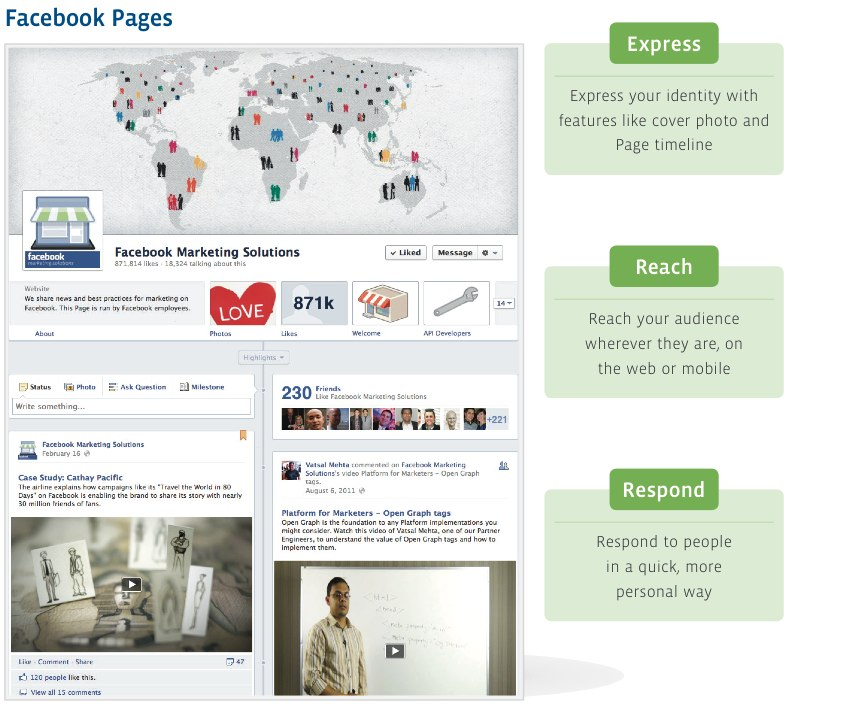 Facebook Pages
Express
Express your identity with
features like cover photo and
Page timeline
Reach
Reach your audience
wherever they are, on
the web or mobile
Respond
Respond to people
in a quick, more
personal way
facebook
marketing solutions
Facebook Marketing Solutions
871,814 likes · 18,324 talking about this
Liked
Message
Website
We share news and best practices for marketing on
Facebook. This Page is run by Facebook employees.
About
LOVE
Photos
871k
Likes
Welcome
API Developers
14
Highlights
Status
Photo
Ask Question
Milestone
Write something...
Facebook Marketing Solutions
February 16
Case Study: Cathay Pacific
The airline explains how campaigns like its "Travel the World in 80
Days" on Facebook is enabling the brand to share its story with nearly
30 million friends of fans.
Like · Comment · Share
47
120 people like this.
View all 15 comments
230 Friends
Like Facebook Marketing Solutions
+221
Vatsal Mehta commented on Facebook Marketing
Solutions's video Platform for Marketers – Open Graph
tags.
August 6, 2011
Platform for Marketers – Open Graph tags
Open Graph is the foundation to any Platform implementations you
might consider. Watch this video of Vatsal Mehta, one of our Partner
Engineers, to understand the value of Open Graph tags and how to
implement them.